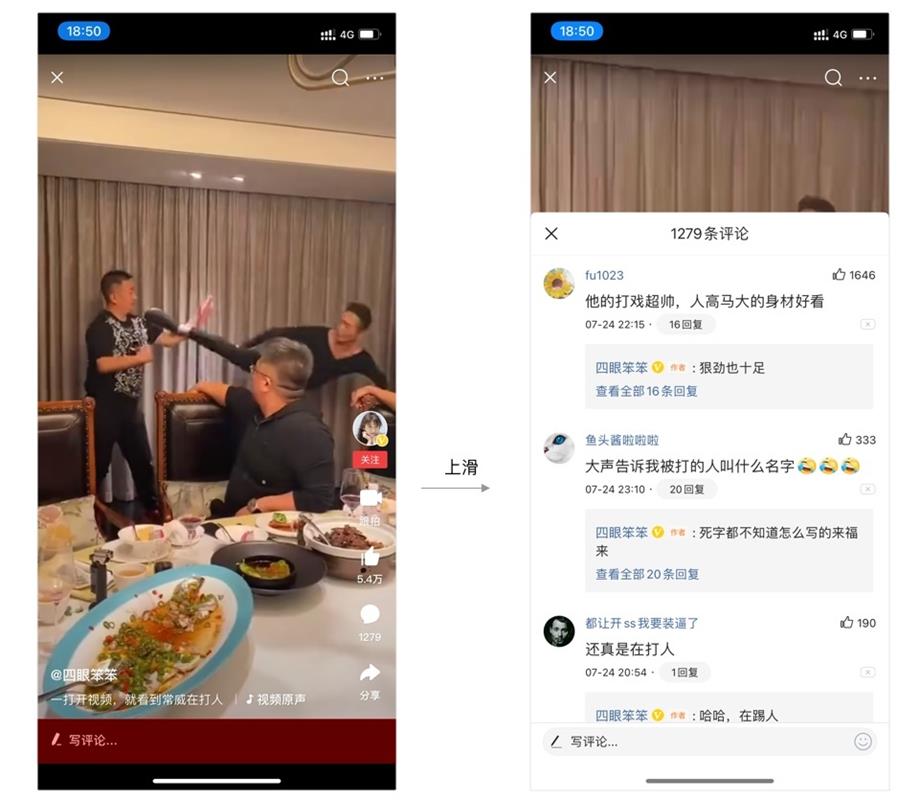 18:50
4G
关注
跟拍
5.4万
1279
分享
@四眼笨笨
一打开视频，就看到常威在打人 | 视频原声
写评论...
上滑
18:50
4G
1279条评论
fu1023
1646
他的打戏超帅，人高马大的身材好看
07-24 22:15 · 16回复
四眼笨笨 V 作者：狠劲也十足
查看全部16条回复
鱼头酱啦啦啦
333
大声告诉我被打的人叫什么名字🤣🤣🤣
07-24 23:10 · 20回复
四眼笨笨 V 作者：死字都不知道怎么写的来福
来
查看全部20条回复
都让开ss我要装逼了
190
还真是在打人
07-24 20:54 · 1回复
四眼笨笨 V 作者：哈哈，在踢人
写评论...